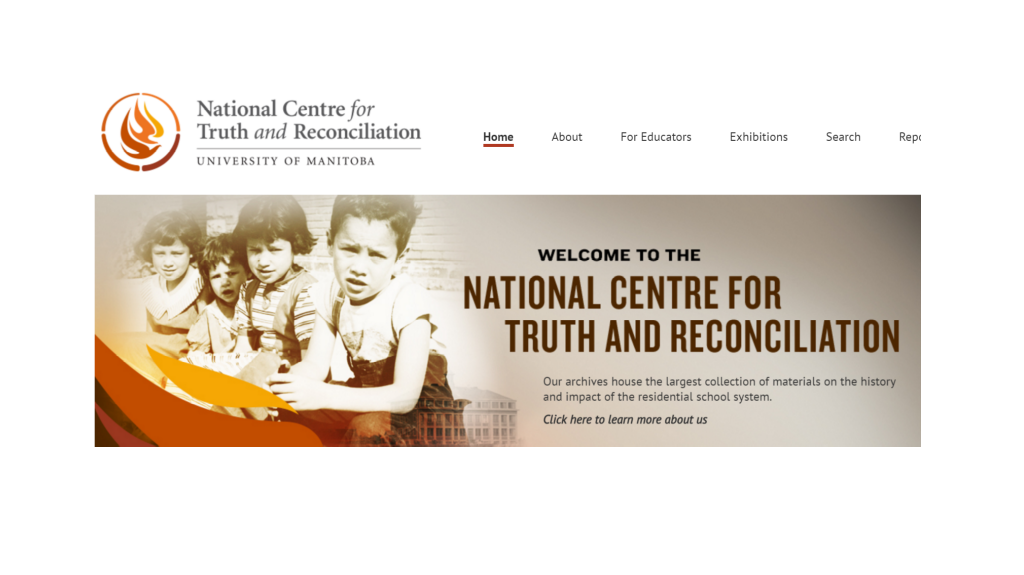 National Centre for
Truth and Reconciliation
UNIVERSITY OF MANITOBA
Home About For Educators Exhibitions Search
WELCOME TO THE
NATIONAL CENTRE FOR
TRUTH AND RECONCILIATION
Our archives house the largest collection of materials on the history
and impact of the residential school system.
Click here to learn more about us